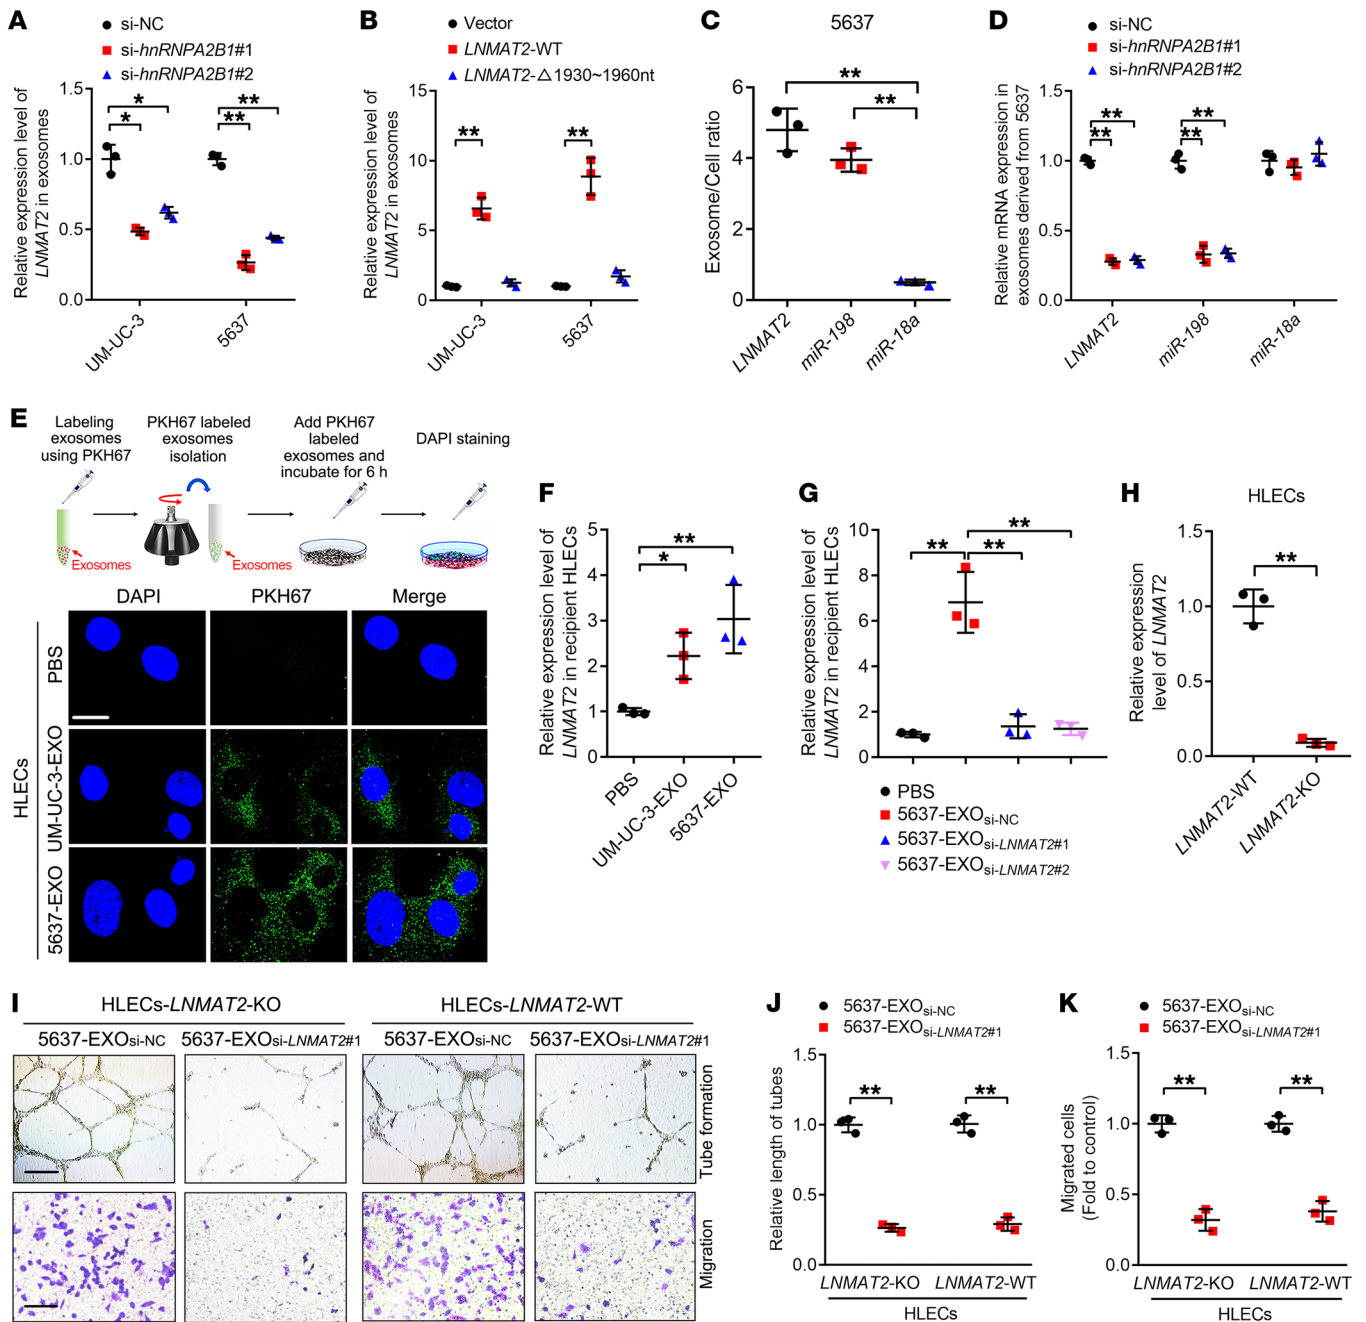 A
si-NC
si-hnRNPA2B1#1
si-hnRNPA2B1#2
Relative expression level of
LNMAT2 in exosomes
1.5
1.0
0.5
0.0
*
*
**
**
UM-UC-3
5637
B
Vector
LNMAT2-WT
LNMAT2-△1930~1960nt
Relative expression level of
LNMAT2 in exosomes
15
10
5
0
**
**
UM-UC-3
5637
C
5637
Exosome/Cell ratio
6
4
2
0
**
**
LNMAT2
miR-198
miR-18a
D
si-NC
si-hnRNPA2B1#1
si-hnRNPA2B1#2
Relative mRNA expression in
exosomes derived from 5637
1.5
1.0
0.5
0.0
**
**
**
**
LNMAT2
miR-198
miR-18a
E
Labeling
exosomes
using PKH67
PKH67 labeled
exosomes
isolation
Add PKH67
labeled
exosomes and
incubate for 6 h
DAPI staining
Exosomes
Exosomes
DAPI
PKH67
Merge
HLECs
PBS
UM-UC-3-EXO
5637-EXO
F
Relative expression level of
LNMAT2 in recipient HLECs
5
4
3
2
1
0
**
*
PBS
UM-UC-3-EXO
5637-EXO
G
Relative expression level of
LNMAT2 in recipient HLECs
10
8
6
4
2
0
**
**
**
PBS
5637-EXOsi-NC
5637-EXOsi-LNMAT2#1
5637-EXOsi-LNMAT2#2
H
HLECs
Relative expression
level of LNMAT2
1.5
1.0
0.5
0.0
**
LNMAT2-WT
LNMAT2-KO
I
HLECs-LNMAT2-KO
HLECs-LNMAT2-WT
5637-EXOsi-NC
5637-EXOsi-LNMAT2#1
5637-EXOsi-NC
5637-EXOsi-LNMAT2#1
Tube formation
Migration
J
5637-EXOsi-NC
5637-EXOsi-LNMAT2#1
Relative length of tubes
1.5
1.0
0.5
0.0
**
**
LNMAT2-KO
LNMAT2-WT
HLECs
K
5637-EXOsi-NC
5637-EXOsi-LNMAT2#1
Migrated cells
(Fold to control)
1.5
1.0
0.5
0.0
**
**
LNMAT2-KO
LNMAT2-WT
HLECs